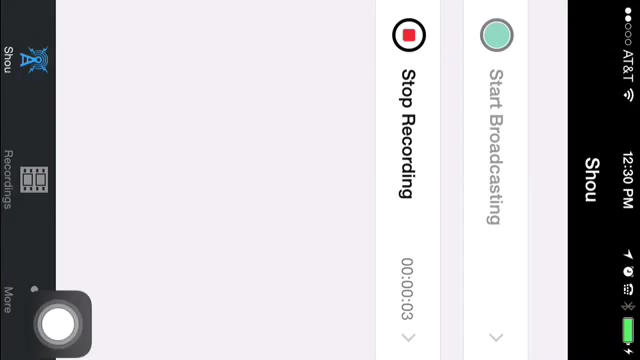 AT&T 12:30 PM
Shou
Start Broadcasting
Stop Recording 00:00:03
Shou Recordings More